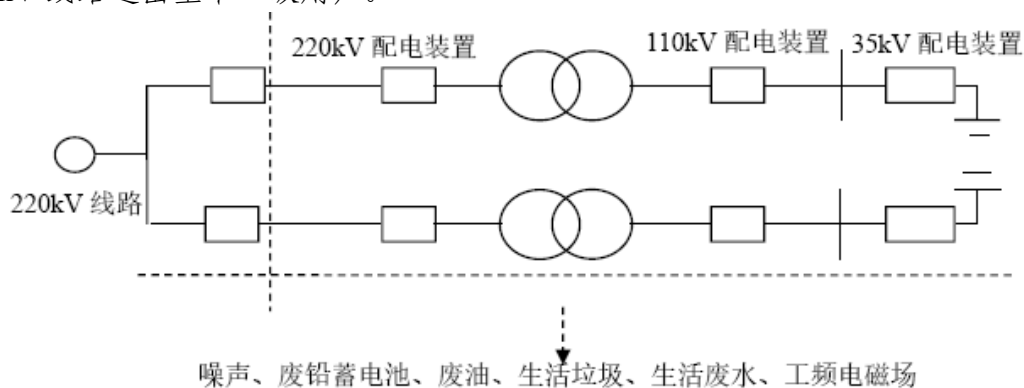 220kV 配电装置
110kV 配电装置
35kV 配电装置
220kV 线路
噪声、废铅蓄电池、废油、生活垃圾、生活废水、工频电磁场